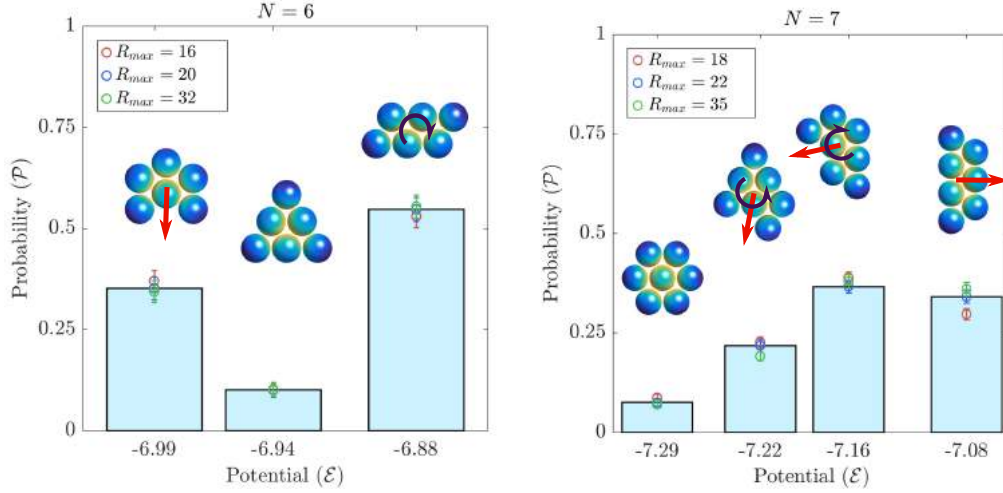 N = 6
Probability (𝒫)
1
0.75
0.5
0.25
0
R_max = 16
R_max = 20
R_max = 32
-6.99 -6.94 -6.88
Potential (ℰ)
N = 7
Probability (𝒫)
1
0.75
0.5
0.25
0
R_max = 18
R_max = 22
R_max = 35
-7.29 -7.22 -7.16 -7.08
Potential (ℰ)